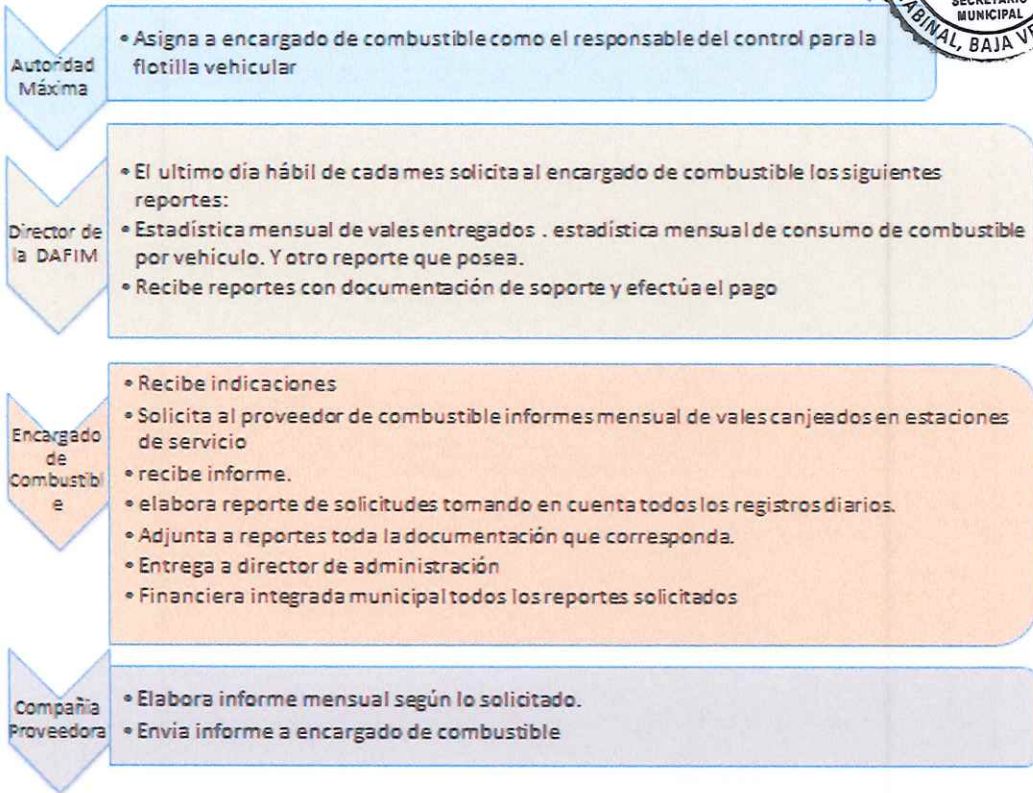 SECRETARIO
MUNICIPAL
BAJA
Autoridad
Máxima
• Asigna a encargado de combustible como el responsable del control para la
flotilla vehicular
Director de
la DAFIM
• El ultimo día hábil de cada mes solicita al encargado de combustible los siguientes
reportes:
• Estadística mensual de vales entregados . estadística mensual de consumo de combustible
por vehículo. Y otro reporte que posea.
• Recibe reportes con documentación de soporte y efectúa el pago
Encargado
de
Combustibl
e
• Recibe indicaciones
• Solicita al proveedor de combustible informes mensual de vales canjeados en estaciones
de servicio
• recibe informe.
• elabora reporte de solicitudes tomando en cuenta todos los registros diarios.
• Adjunta a reportes toda la documentación que corresponda.
• Entrega a director de administración
• Financiera integrada municipal todos los reportes solicitados
Compañia
Proveedora
• Elabora informe mensual según lo solicitado.
• Envia informe a encargado de combustible